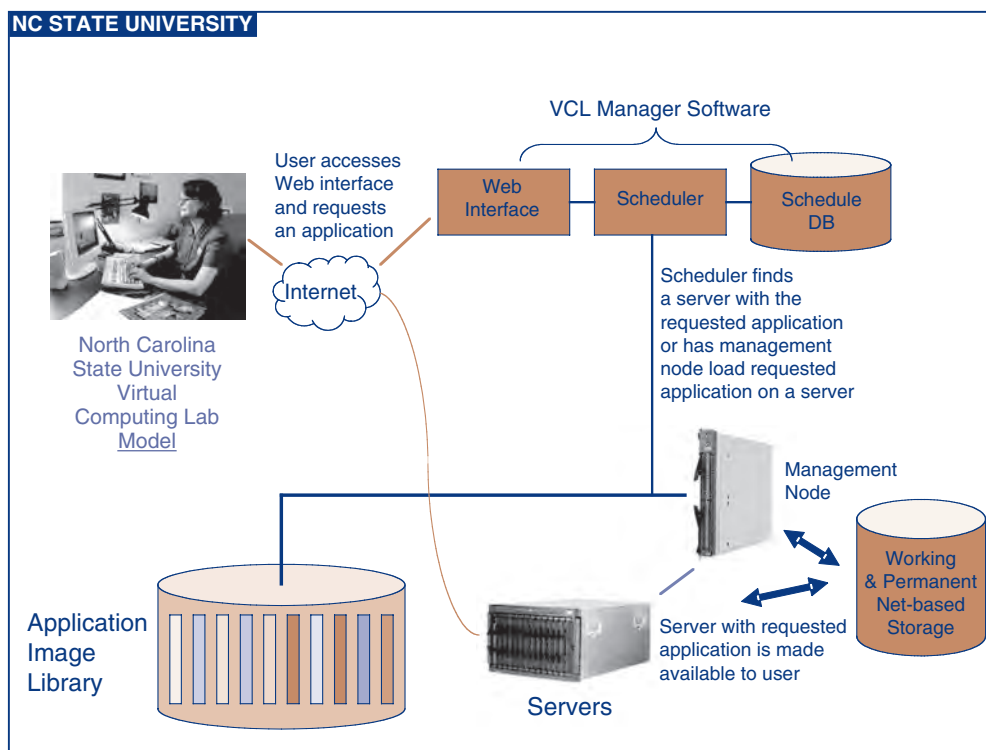 NC STATE UNIVERSITY
VCL Manager Software
User accesses
Web interface
and requests
an application
Web
Interface
Scheduler
Schedule
DB
Internet
North Carolina
State University
Virtual
Computing Lab
Model
Scheduler finds
a server with the
requested application
or has management
node load requested
application on a server
Management
Node
Working
& Permanent
Net-based
Storage
Application
Image
Library
Server with requested
application is made
available to user
Servers